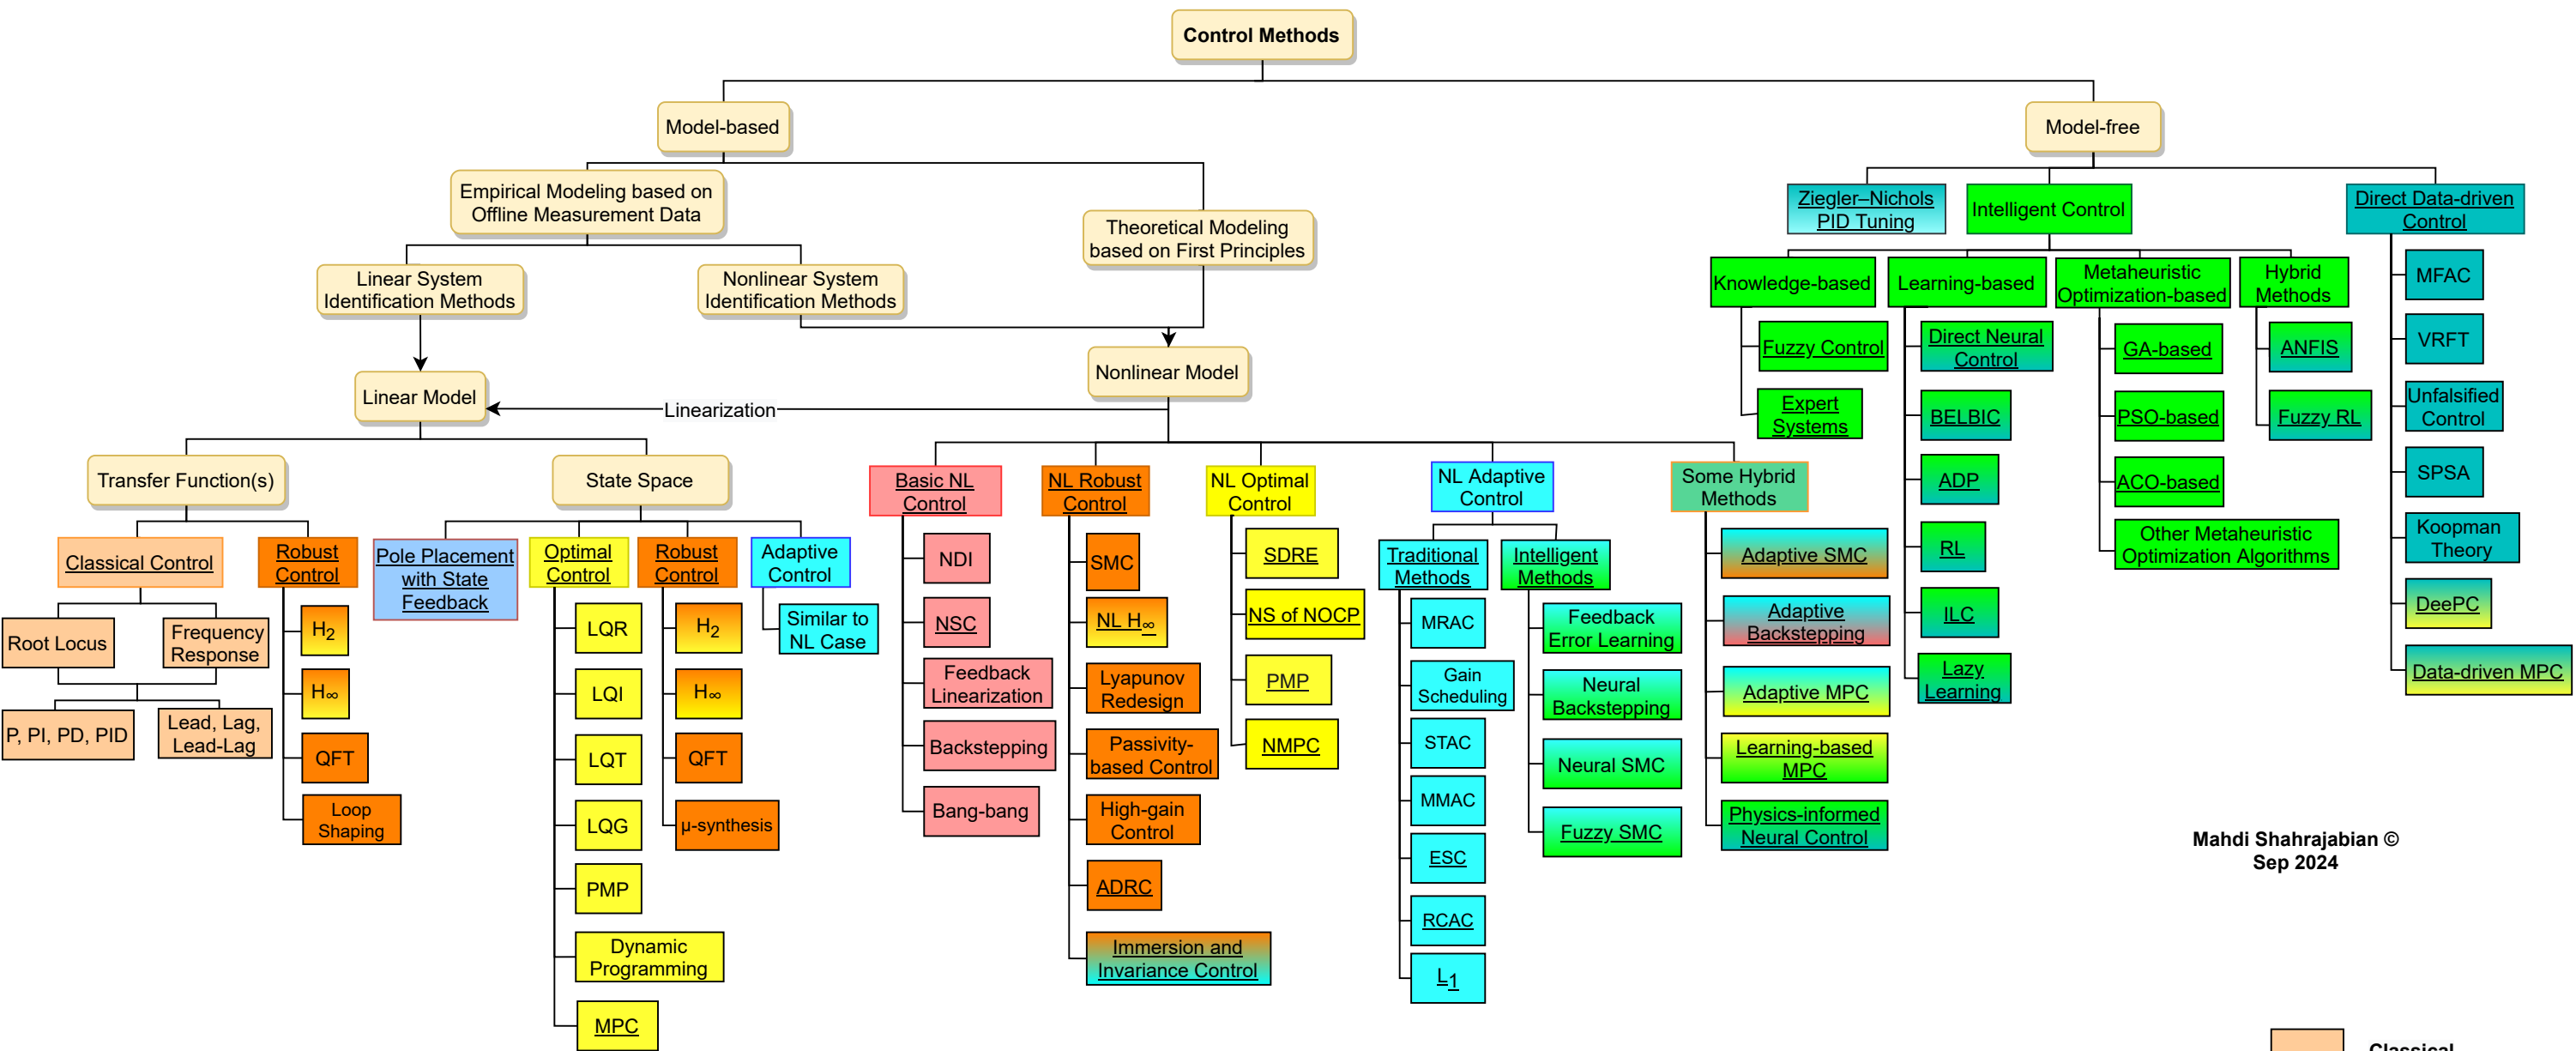 Control Methods
Model-based
Model-free
Empirical Modeling based on
Offline Measurement Data
Theoretical Modeling
based on First Principles
Linear System
Identification Methods
Nonlinear System
Identification Methods
Linear Model
Nonlinear Model
Linearization
Transfer Function(s)
State Space
Classical Control
Root Locus
Frequency
Response
P, PI, PD, PID
Lead, Lag,
Lead-Lag
Robust
Control
H2
H∞
QFT
Loop
Shaping
Pole Placement
with State
Feedback
Optimal
Control
LQR
LQI
LQT
LQG
PMP
Dynamic
Programming
MPC
Robust
Control
H2
H∞
QFT
μ-synthesis
Adaptive
Control
Similar to
NL Case
Basic NL
Control
NDI
NSC
Feedback
Linearization
Backstepping
Bang-bang
NL Robust
Control
SMC
NL H∞
Lyapunov
Redesign
Passivity-
based Control
High-gain
Control
ADRC
Immersion and
Invariance Control
NL Optimal
Control
SDRE
NS of NOCP
PMP
NMPC
NL Adaptive
Control
Traditional
Methods
MRAC
Gain
Scheduling
STAC
MMAC
ESC
RCAC
L1
Intelligent
Methods
Feedback
Error Learning
Neural
Backstepping
Neural SMC
Fuzzy SMC
Some Hybrid
Methods
Adaptive SMC
Adaptive
Backstepping
Adaptive MPC
Learning-based
MPC
Physics-informed
Neural Control
Ziegler–Nichols
PID Tuning
Intelligent Control
Knowledge-based
Fuzzy Control
Expert
Systems
Learning-based
Direct Neural
Control
BELBIC
ADP
RL
ILC
Lazy
Learning
Metaheuristic
Optimization-based
GA-based
PSO-based
ACO-based
Other Metaheuristic
Optimization Algorithms
Hybrid
Methods
ANFIS
Fuzzy RL
Direct Data-driven
Control
MFAC
VRFT
Unfalsified
Control
SPSA
Koopman
Theory
DeePC
Data-driven MPC
Mahdi Shahrajabian ©
Sep 2024
Classical